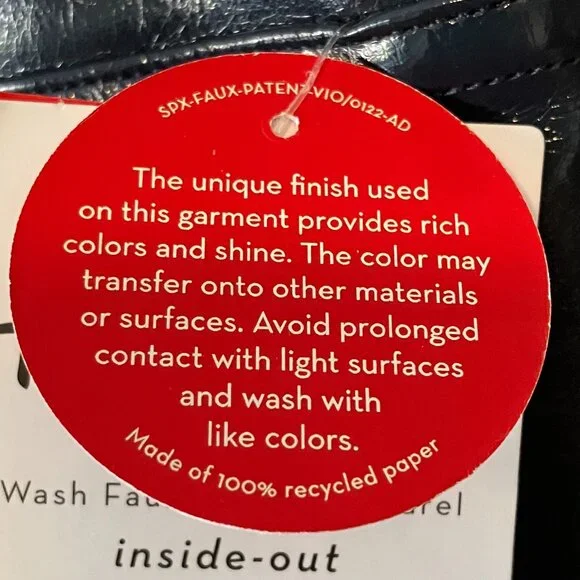 SPX-FAUX-PATENT-VIO/0122-AD
The unique finish used
on this garment provides rich
colors and shine. The color may
transfer onto other materials
or surfaces. Avoid prolonged
contact with light surfaces
and wash with
like colors.
Made of 100% recycled paper
Wash
inside-out